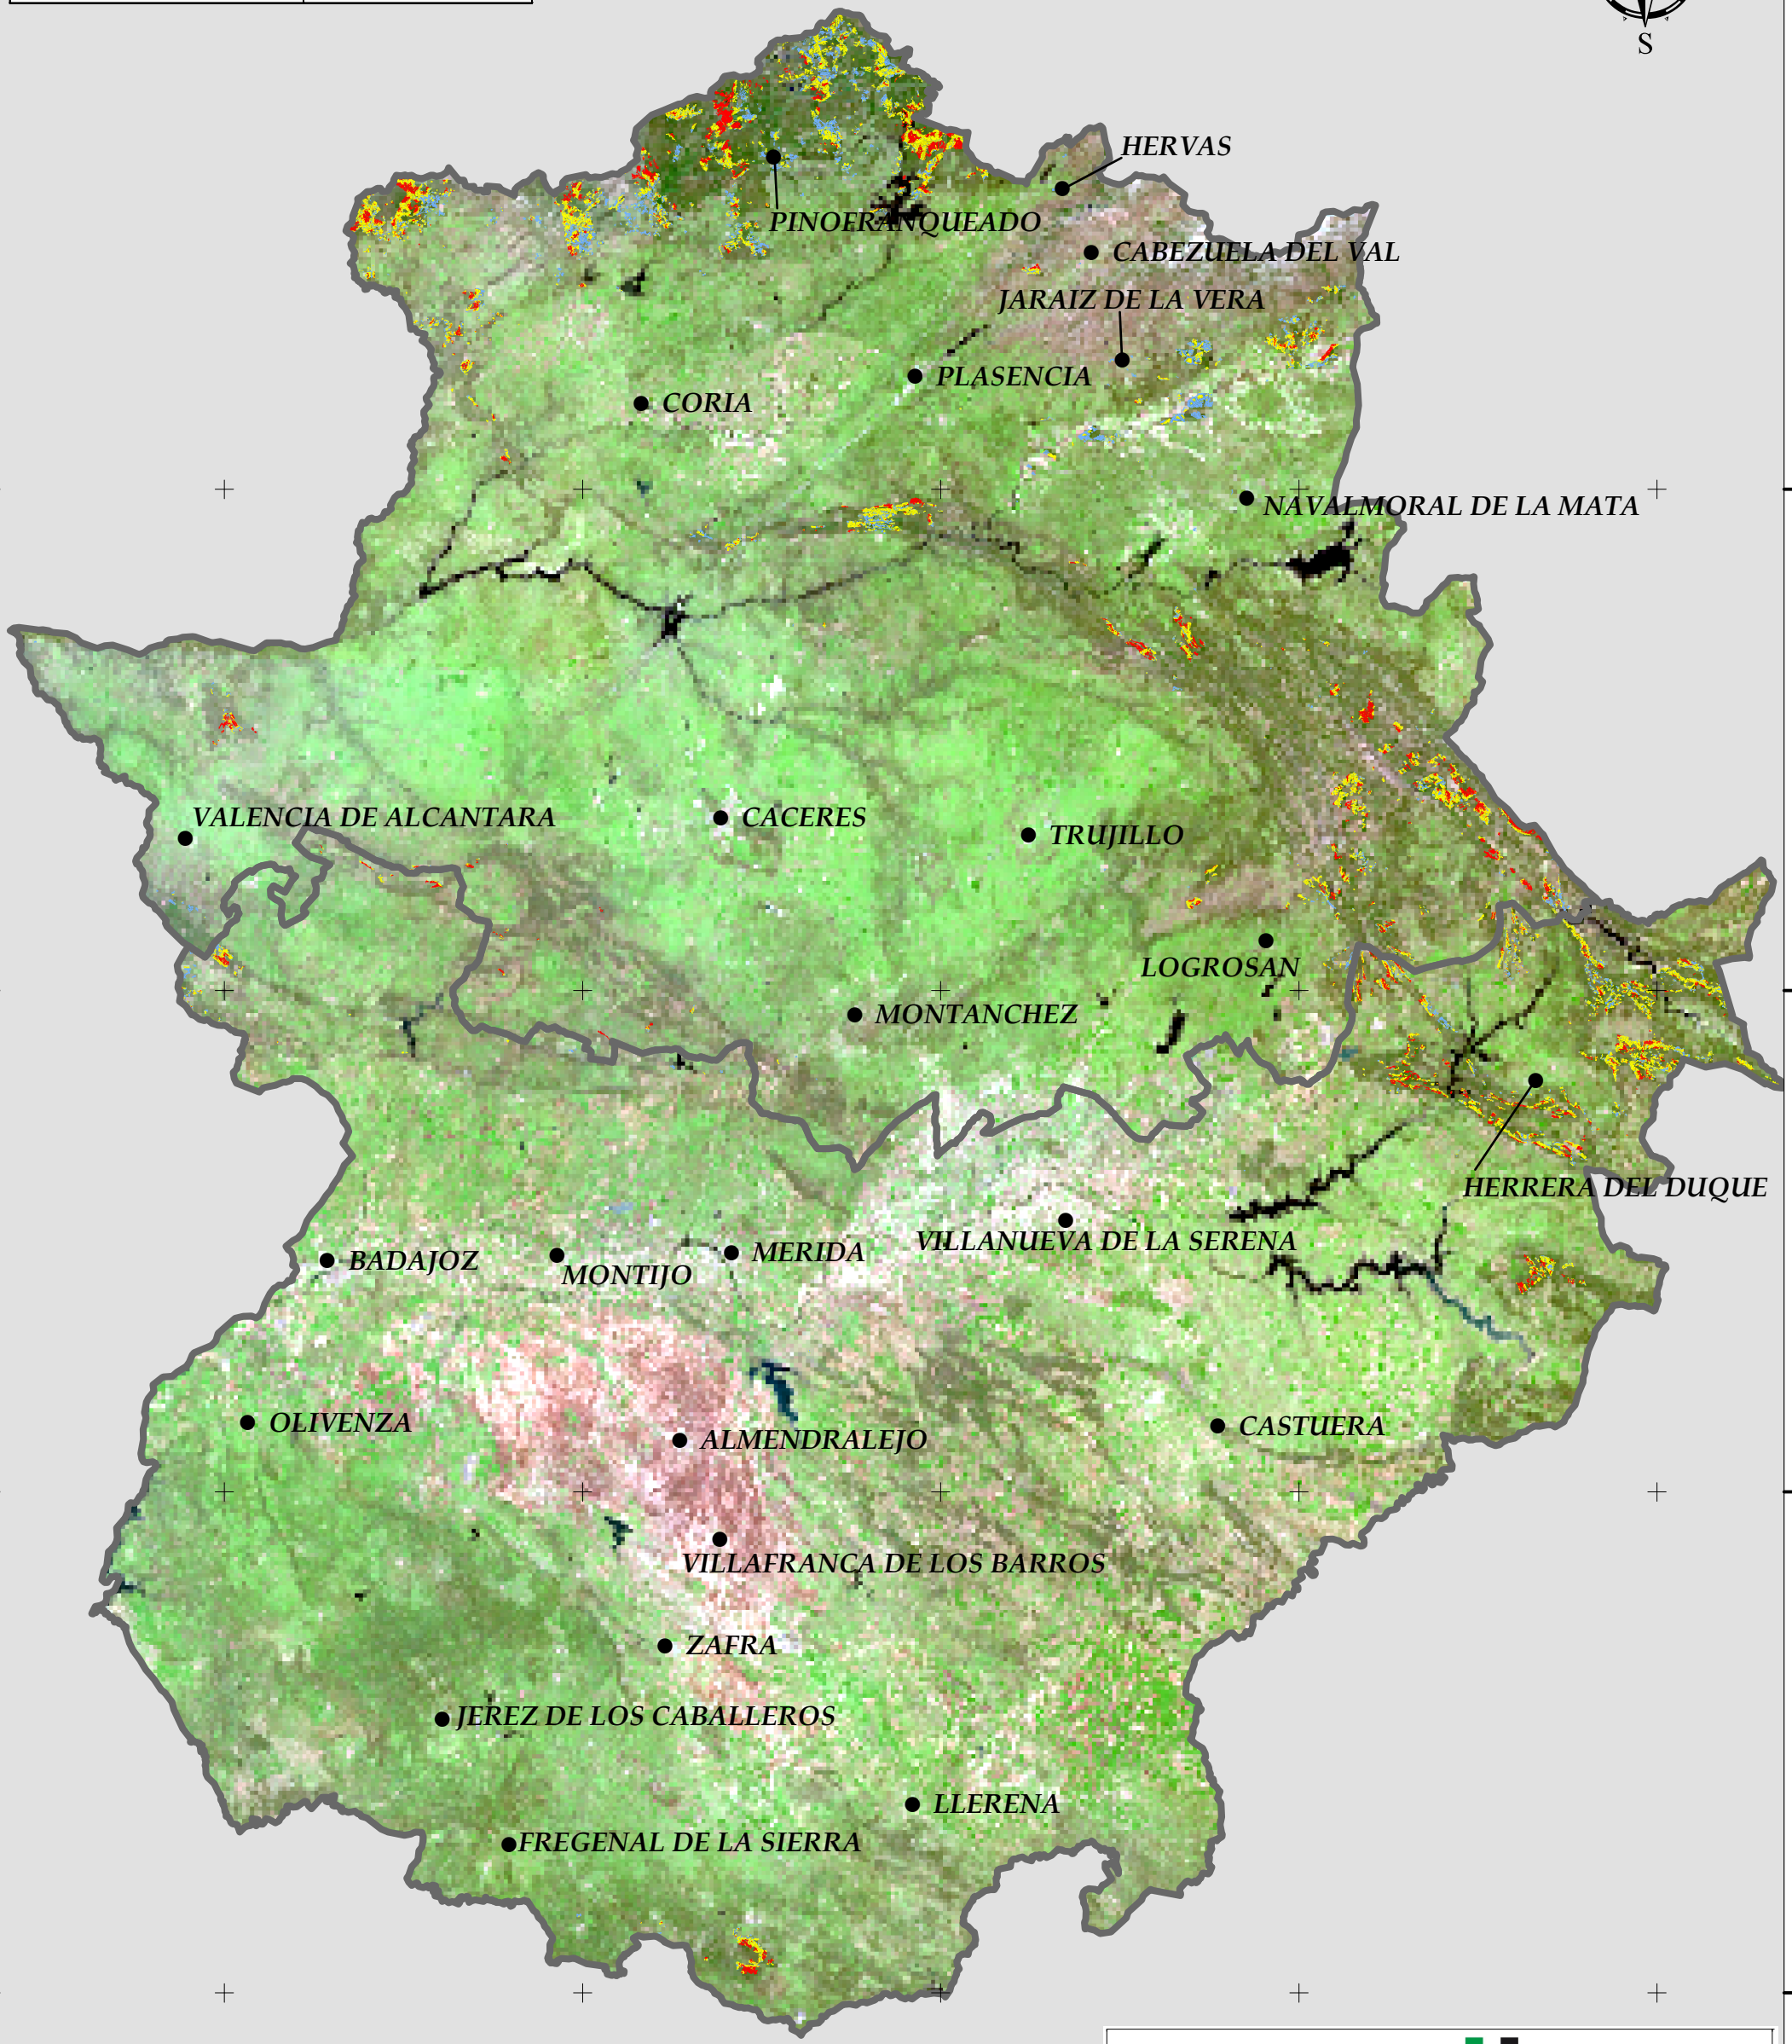 S
HERVAS
PINOFRANQUEADO
CABEZUELA DEL VAL
JARAIZ DE LA VERA
PLASENCIA
CORIA
NAVALMORAL DE LA MATA
VALENCIA DE ALCANTARA
CACERES
TRUJILLO
LOGROSAN
MONTANCHEZ
HERRERA DEL DUQUE
VILLANUEVA DE LA SERENA
BADAJOZ
MONTIJO
MERIDA
OLIVENZA
ALMENDRALEJO
CASTUERA
VILLAFRANCA DE LOS BARROS
ZAFRA
JEREZ DE LOS CABALLEROS
LLERENA
FREGENAL DE LA SIERRA